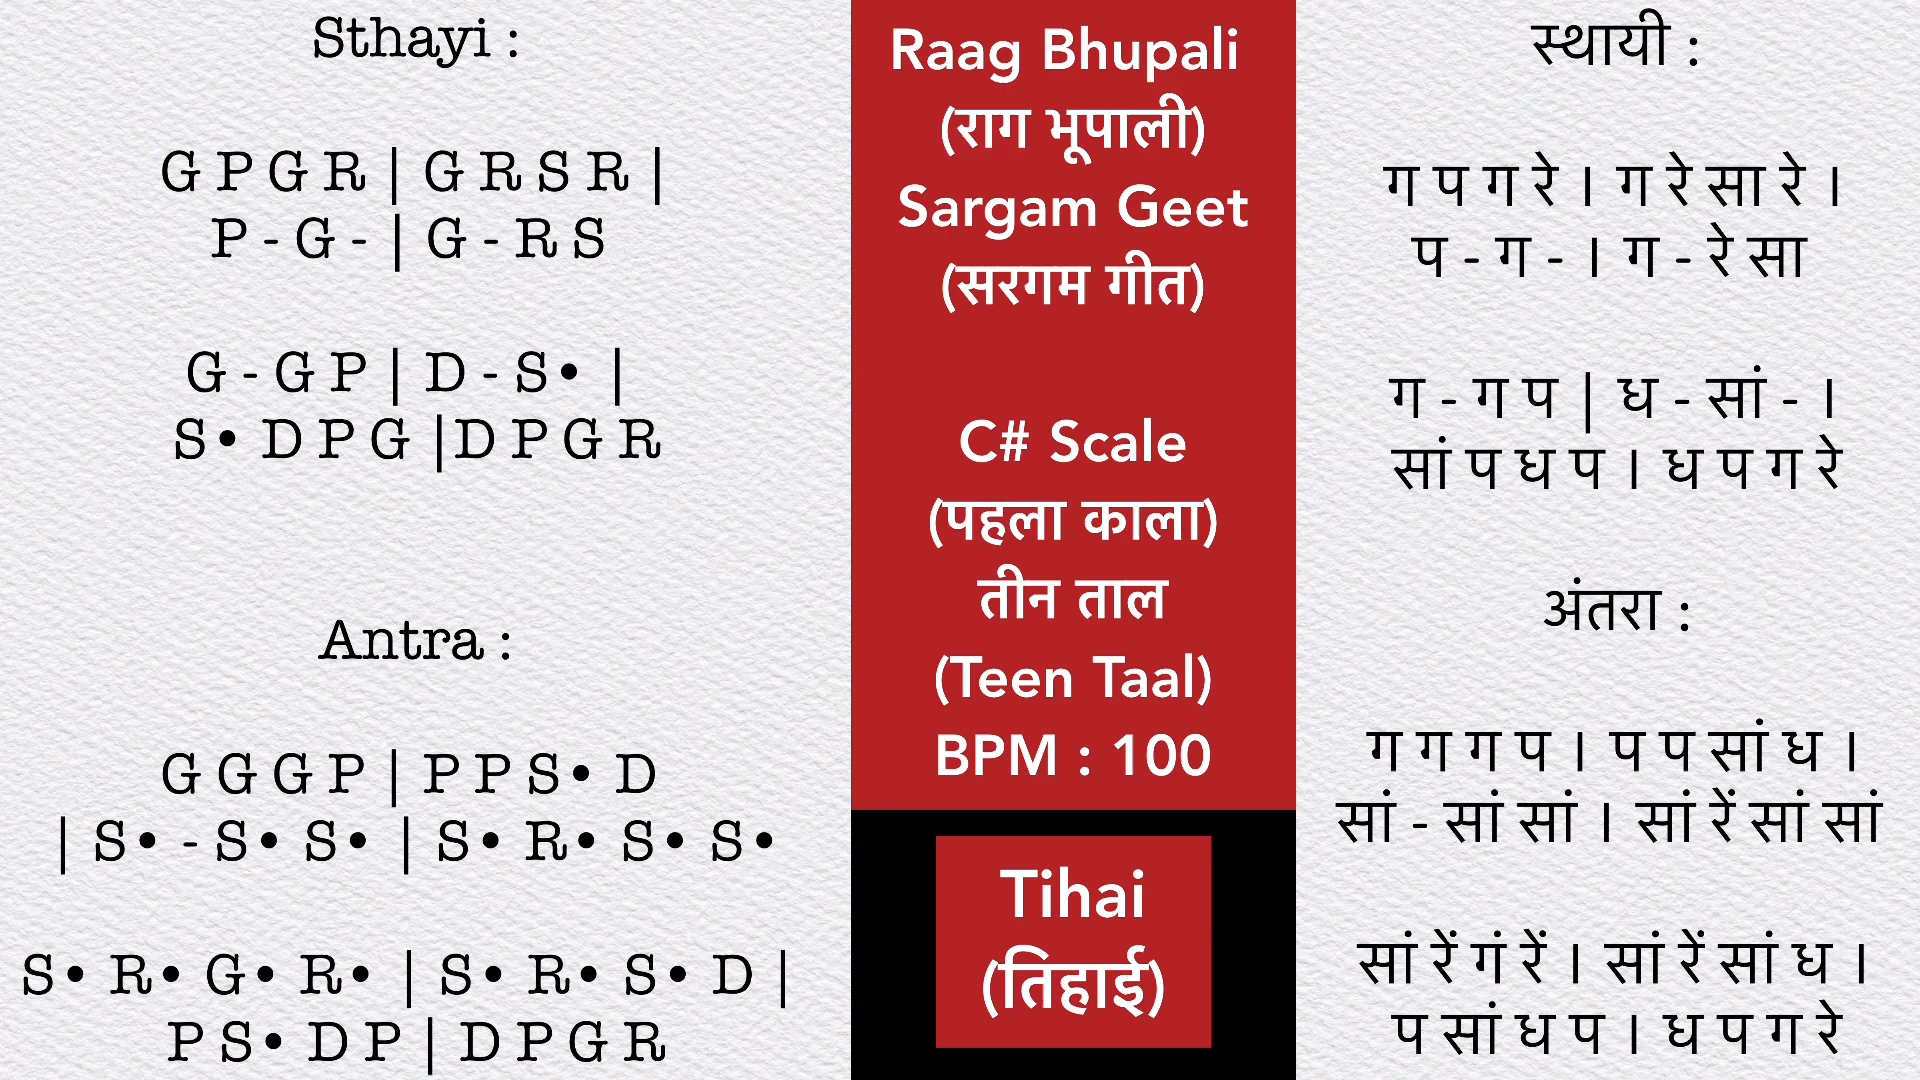 Sthayi :
G P G R | G R S R |
P - G - | G - R S
G - G P | D - S• |
S• D P G |D P G R
Antra :
G G G P | P P S• D
| S• - S• S• | S• R• S• S•
S• R• G• R• | S• R• S• D |
P S• D P | D P G R
Raag Bhupali
(राग भूपाली)
Sargam Geet
(सरगम गीत)
C# Scale
(पहला काला)
तीन ताल
(Teen Taal)
BPM : 100
Tihai
(तिहाई)
स्थायी :
ग प ग रे । ग रे सा रे ।
प - ग - । ग - रे सा
ग - ग प | ध - सां - ।
सां प ध प । ध प ग रे
अंतरा :
ग ग ग प । प प सां ध ।
सां - सां सां । सां रें सां सां
सां रें गं रें । सां रें सां ध ।
प सां ध प । ध प ग रे